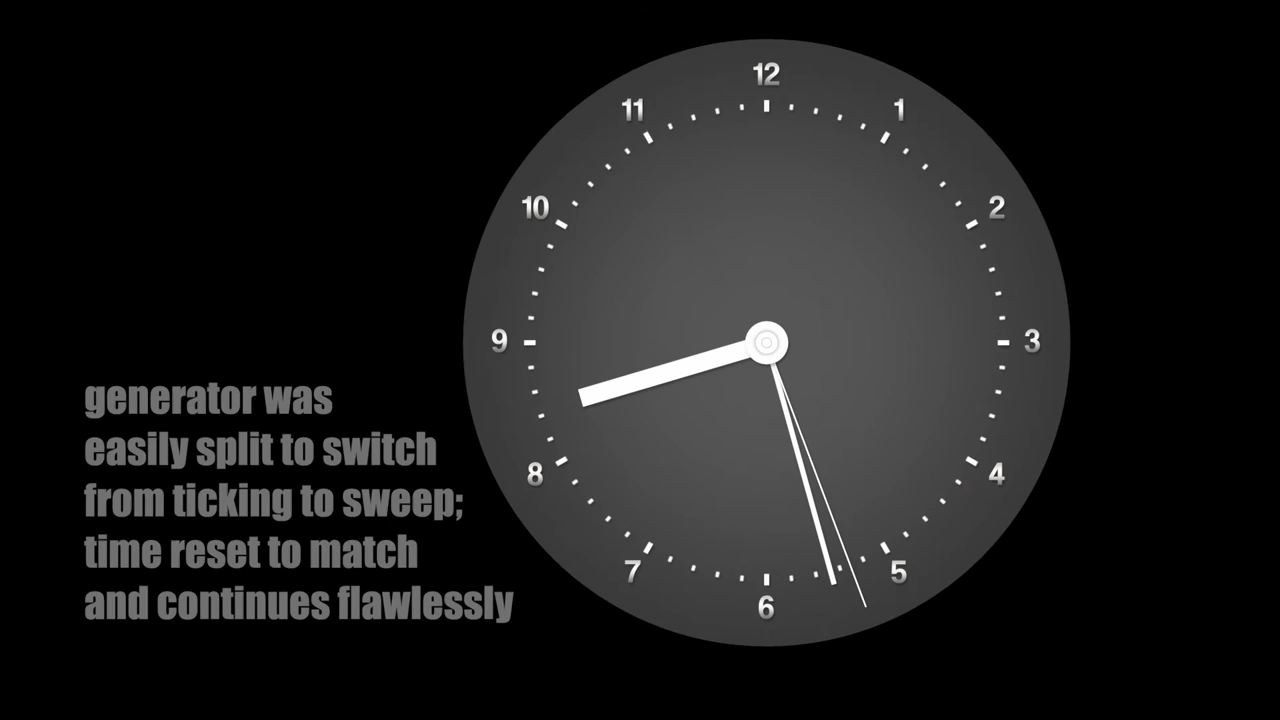 generator was
easily split to switch
from ticking to sweep;
time reset to match
and continues flawlessly
12
1
2
3
4
5
6
7
8
9
10
11